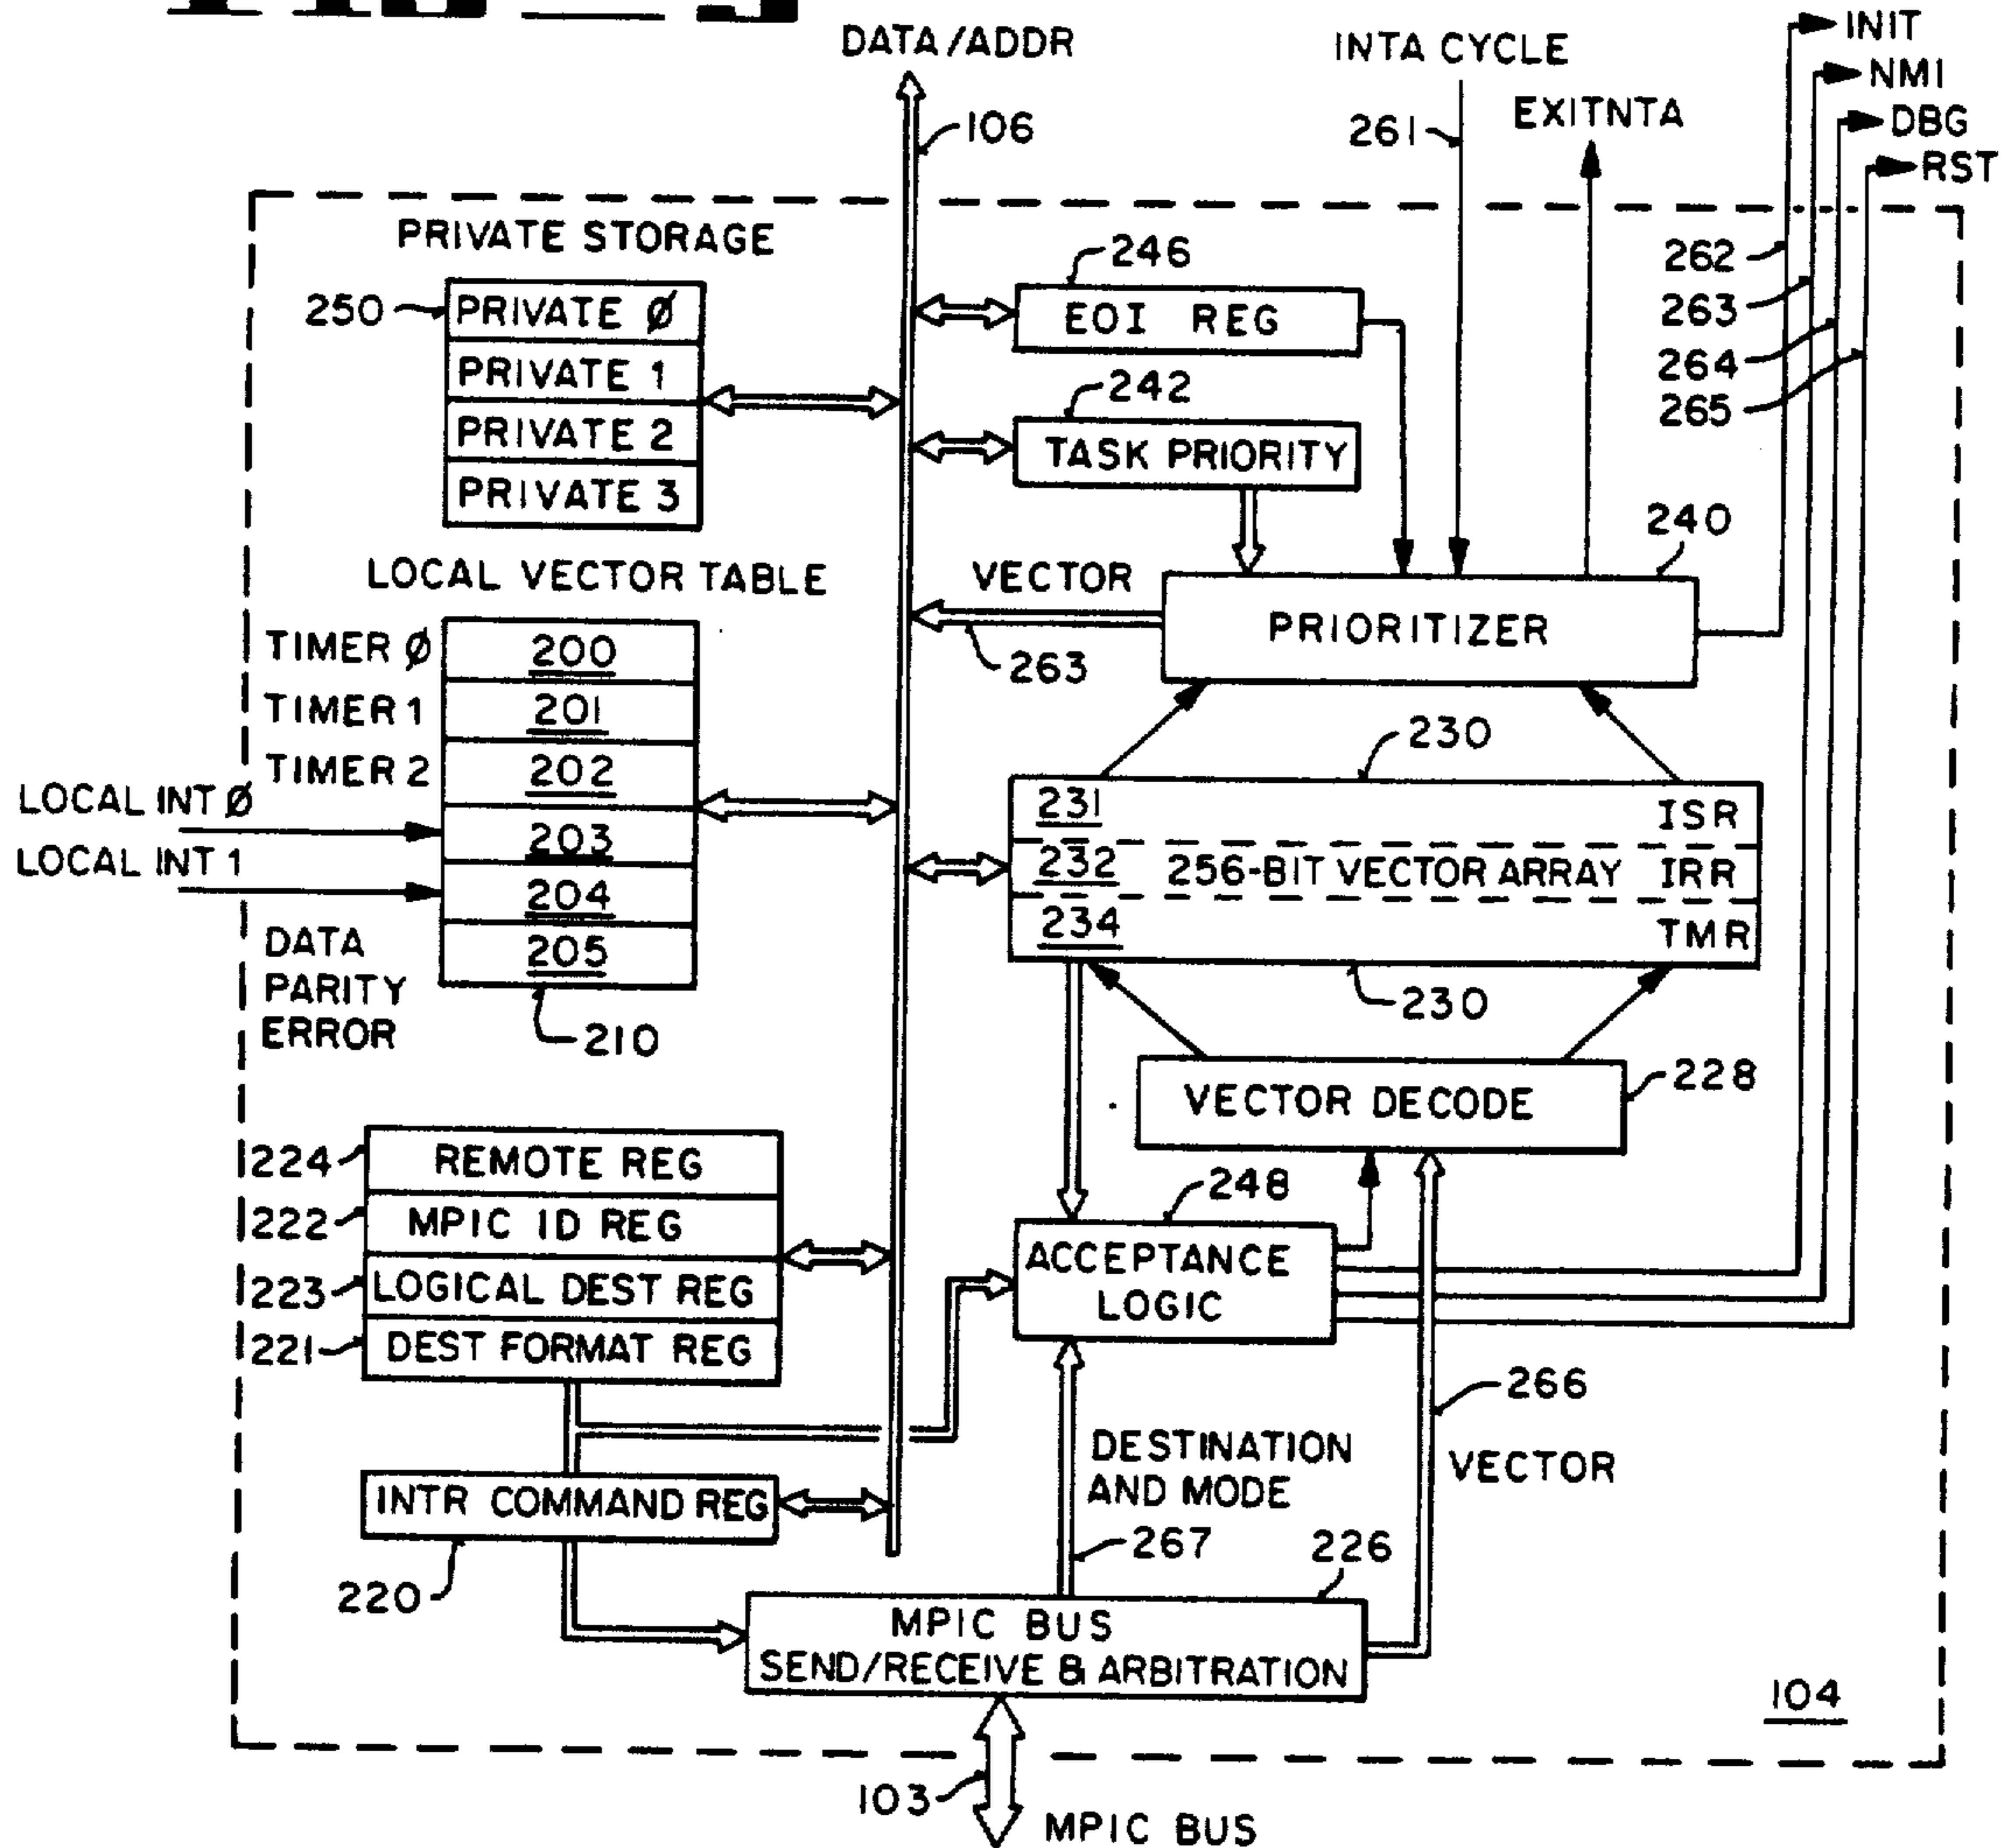 DATA/ADDR
INTA CYCLE
INIT
NMI
DBG
RST
106
261
EXITNTA
PRIVATE STORAGE
250
PRIVATE Ø
PRIVATE 1
PRIVATE 2
PRIVATE 3
246
EOI REG
242
TASK PRIORITY
262
263
264
265
240
VECTOR
PRIORITIZER
263
LOCAL VECTOR TABLE
TIMER Ø
200
TIMER 1
201
TIMER 2
202
LOCAL INT Ø
203
LOCAL INT 1
204
DATA
PARITY
ERROR
205
210
230
231
ISR
232
256-BIT VECTOR ARRAY
IRR
234
TMR
230
VECTOR DECODE
228
224
REMOTE REG
222
MPIC ID REG
223
LOGICAL DEST REG
221
DEST FORMAT REG
248
ACCEPTANCE
LOGIC
266
VECTOR
DESTINATION
AND MODE
INTR COMMAND REG
220
267
226
MPIC BUS
SEND/RECEIVE & ARBITRATION
104
103
MPIC BUS